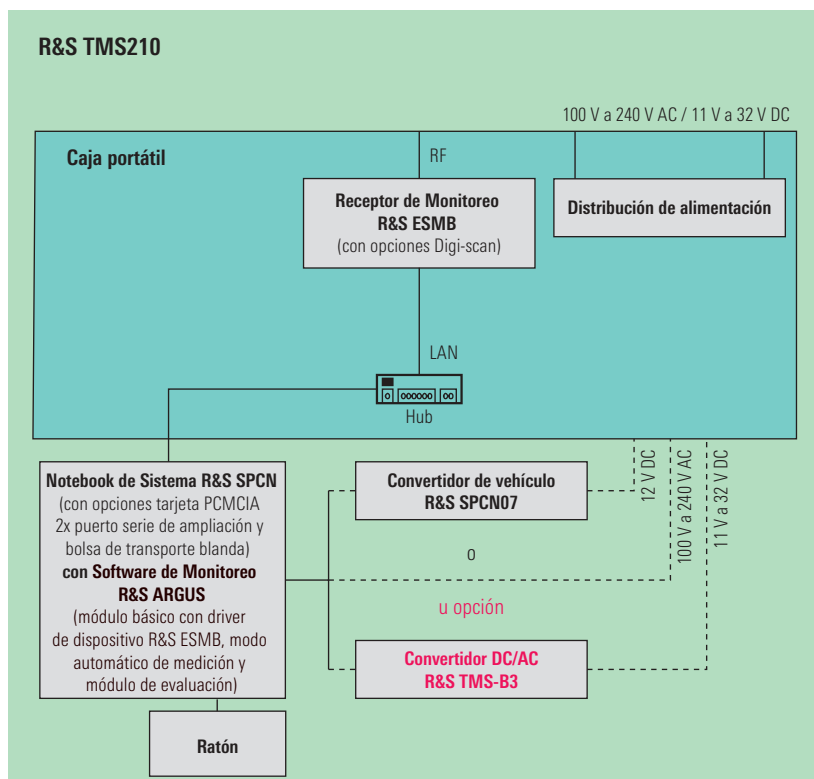 R&S TMS210
100 V a 240 V AC / 11 V a 32 V DC
Caja portátil
RF
Receptor de Monitoreo
R&S ESMB
(con opciones Digi-scan)
Distribución de alimentación
LAN
Hub
Notebook de Sistema R&S SPCN
(con opciones tarjeta PCMCIA
2x puerto serie de ampliación y
bolsa de transporte blanda)
con Software de Monitoreo
R&S ARGUS
(módulo básico con driver
de dispositivo R&S ESMB, modo
automático de medición y
módulo de evaluación)
Ratón
Convertidor de vehículo
R&S SPCN07
o
u opción
Convertidor DC/AC
R&S TMS-B3
12 V DC
100 V a 240 V AC
11 V a 32 V DC